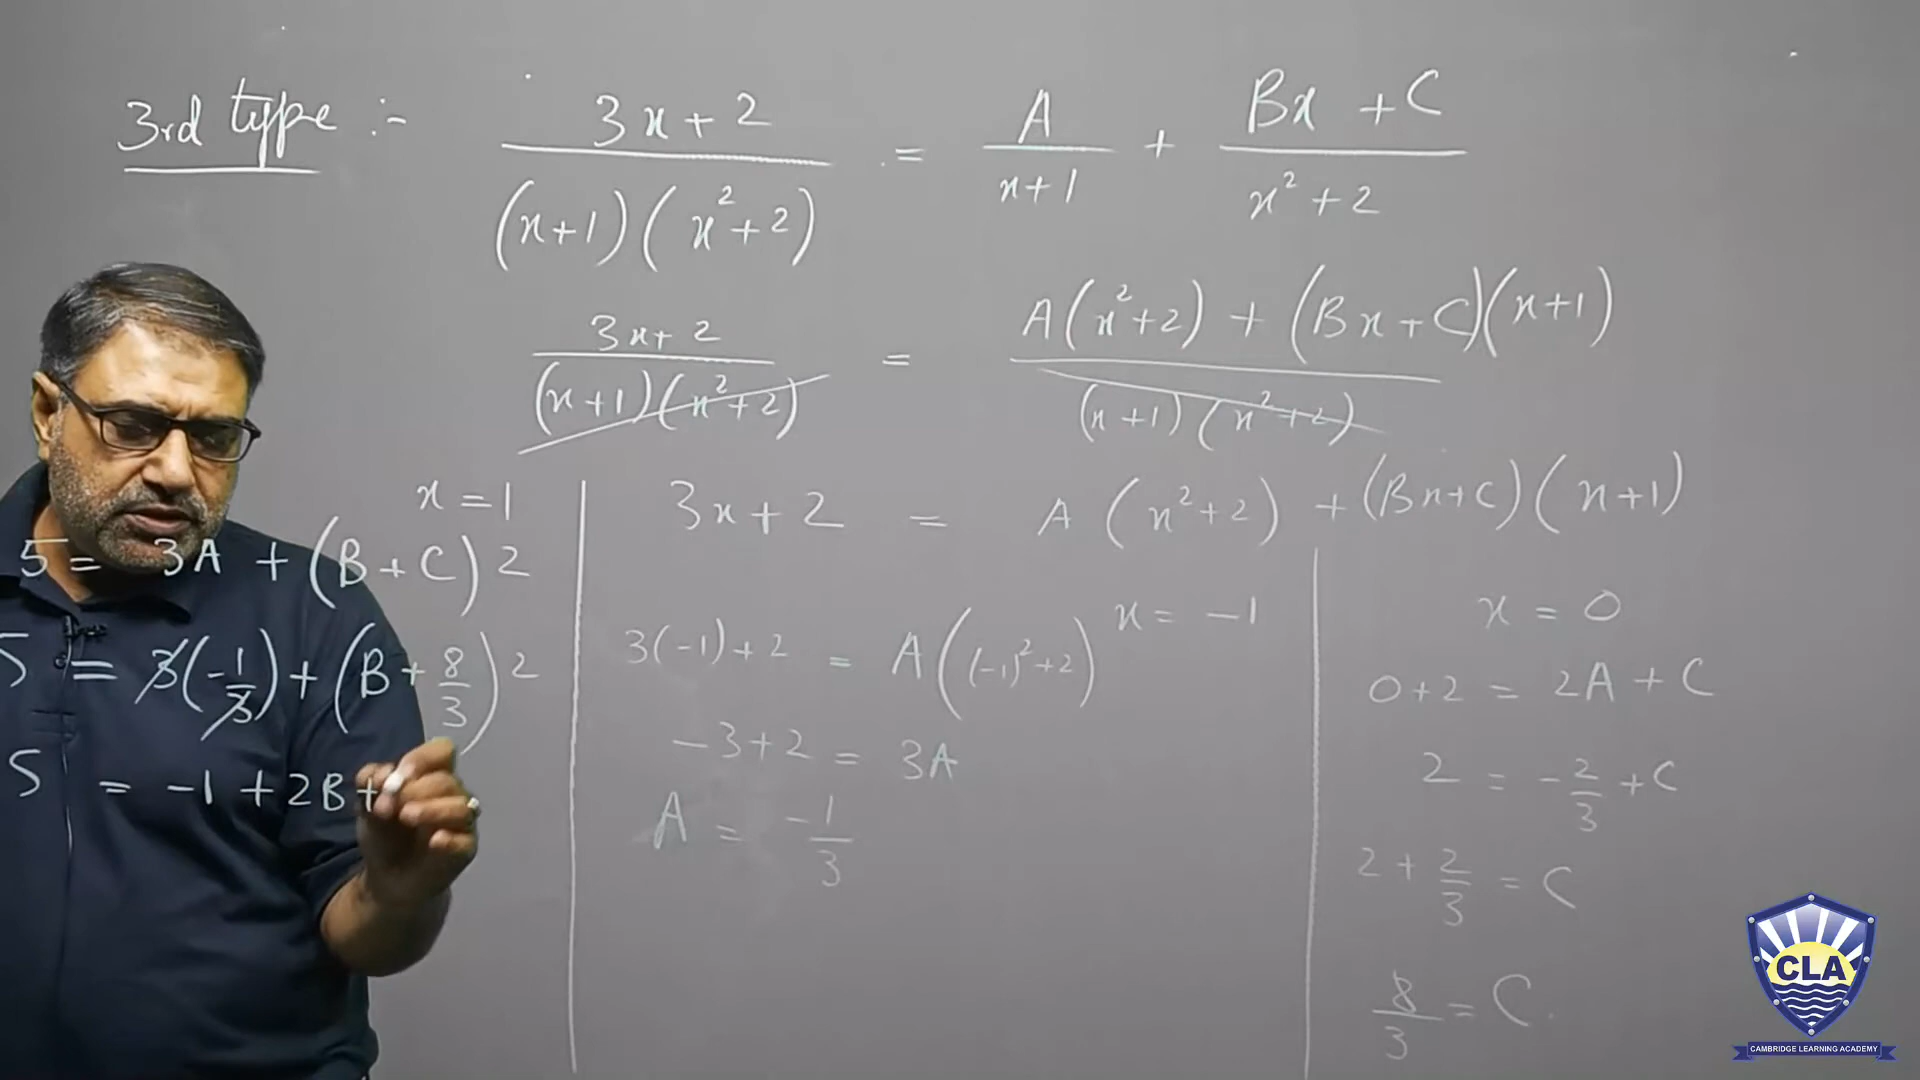 3rd type :- (3x+2)/((x+1)(x²+2)) = A/(x+1) + (Bx+C)/(x²+2)
(3x+2)/((x+1)(x²+2)) = (A(x²+2) + (Bx+C)(x+1))/((x+1)(x²+2))
3x+2 = A(x²+2) + (Bx+C)(x+1)
x = 1
5 = 3A + (B+C)2
5 = 3(-1/3) + (B+8/3)2
5 = -1 + 2B +
x = -1
3(-1)+2 = A((-1)²+2)
-3+2 = 3A
A = -1/3
x = 0
0+2 = 2A + C
2 = -2/3 + C
2 + 2/3 = C
8/3 = C.
CLA
CAMBRIDGE LEARNING ACADEMY